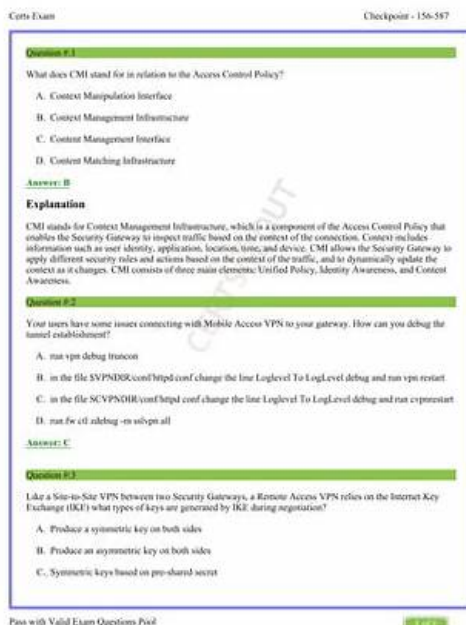 Certs Exam
Checkpoint - 156-587
Question #:1
What does CMI stand for in relation to the Access Control Policy?
A. Context Manipulation Interface
B. Context Management Infrastructure
C. Content Management Interface
D. Content Matching Infrastructure
Answer: B
Explanation
CMI stands for Context Management Infrastructure, which is a component of the Access Control Policy that
enables the Security Gateway to inspect traffic based on the context of the connection. Context includes
information such as user identity, application, location, time, and device. CMI allows the Security Gateway to
apply different security rules and actions based on the context of the traffic, and to dynamically update the
context as it changes. CMI consists of three main elements: Unified Policy, Identity Awareness, and Content
Awareness.
Question #:2
Your users have some issues connecting with Mobile Access VPN to your gateway. How can you debug the
tunnel establishment?
A. run vpn debug truncon
B. in the file $VPNDIR/conf/httpd.conf change the line Loglevel To LogLevel debug and run vpn restart
C. in the file $CVPNDIR/conf/httpd.conf change the line Loglevel To LogLevel debug and run cvpnrestart
D. run fw ctl zdebug -m sslvpn all
Answer: C
Question #:3
Like a Site-to-Site VPN between two Security Gateways, a Remote Access VPN relies on the Internet Key
Exchange (IKE) what types of keys are generated by IKE during negotiation?
A. Produce a symmetric key on both sides
B. Produce an asymmetric key on both sides
C. Symmetric keys based on pre-shared secret
Pass with Valid Exam Questions Pool